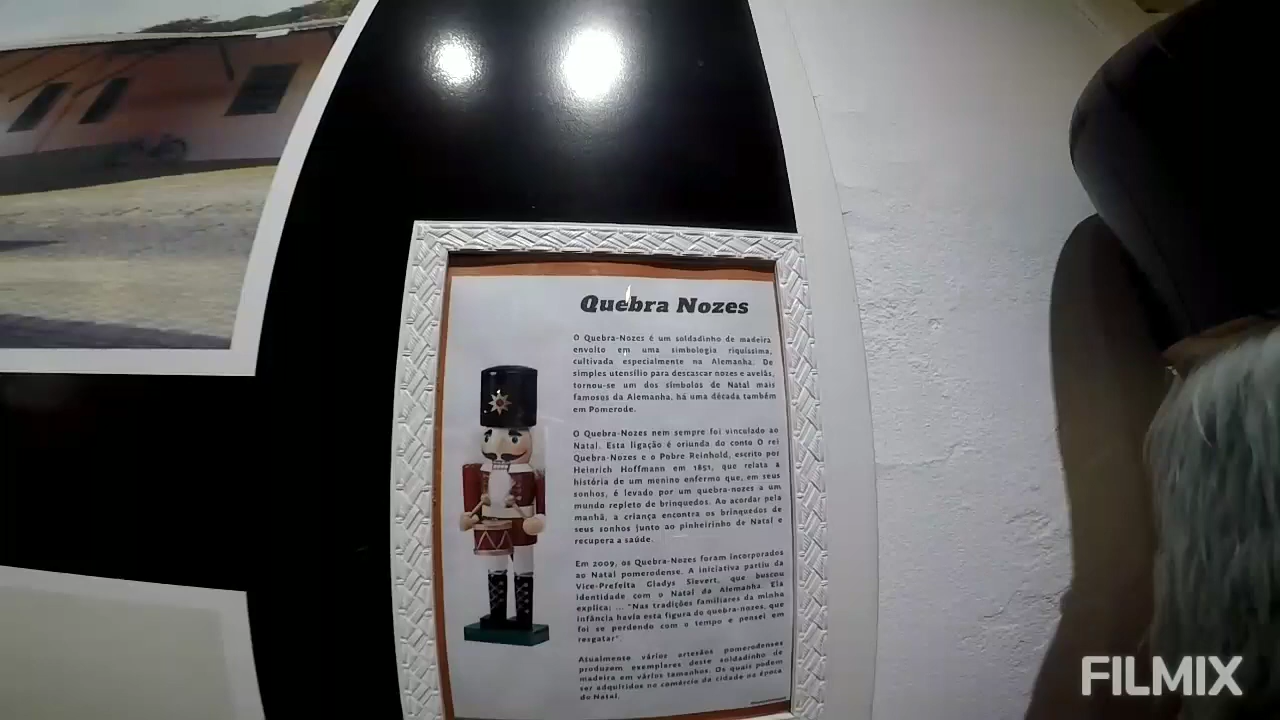 Quebra Nozes
O Quebra-Nozes é um soldadinho de madeira
envolto em uma simbologia riquíssima,
cultivada especialmente na Alemanha. De
simples utensílio para descascar nozes e avelãs,
tornou-se um dos símbolos de Natal mais
famosos da Alemanha, há uma década também
em Pomerode.
O Quebra-Nozes nem sempre foi vinculado ao
Natal. Esta ligação é oriunda do conto O rei
Quebra-Nozes e o Pobre Reinhold, escrito por
Heinrich Hoffmann em 1851, que relata a
história de um menino enfermo que, em seus
sonhos, é levado por um quebra-nozes a um
mundo repleto de brinquedos. Ao acordar pela
manhã, a criança encontra os brinquedos de
seus sonhos junto ao pinheirinho de Natal e
recupera a saúde.
Em 2009, os Quebra-Nozes foram incorporados
ao Natal pomerodense. A iniciativa partiu da
Vice-Prefeita Gladys Sievert, que buscou
identidade com o Natal da Alemanha. Ela
explica: ... "Nas tradições familiares da minha
infância havia esta figura do quebra-nozes, que
foi se perdendo com o tempo e pensei em
resgatar".
Atualmente vários artesãos pomerodenses
produzem exemplares deste soldadinho de
madeira em vários tamanhos. Os quais podem
ser adquiridos no comércio da cidade na época
do Natal.
FILMIX